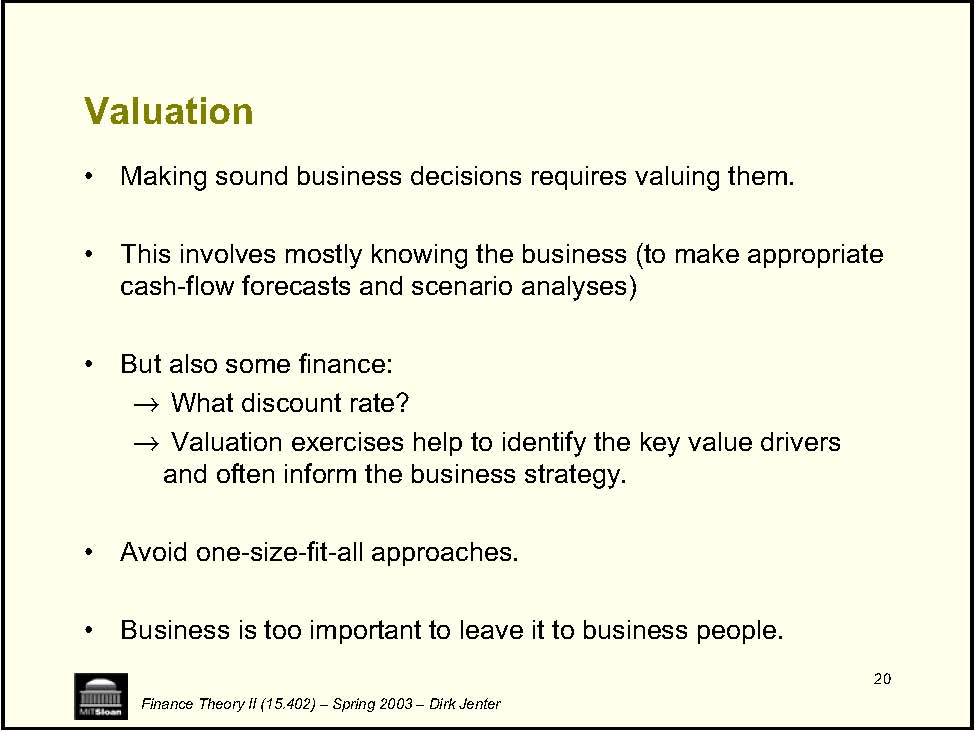 Valuation
• Making sound business decisions requires valuing them.
• This involves mostly knowing the business (to make appropriate
cash-flow forecasts and scenario analyses)
• But also some finance:
→ What discount rate?
→ Valuation exercises help to identify the key value drivers
and often inform the business strategy.
• Avoid one-size-fit-all approaches.
• Business is too important to leave it to business people.
20
MITSloan
Finance Theory II (15.402) – Spring 2003 – Dirk Jenter